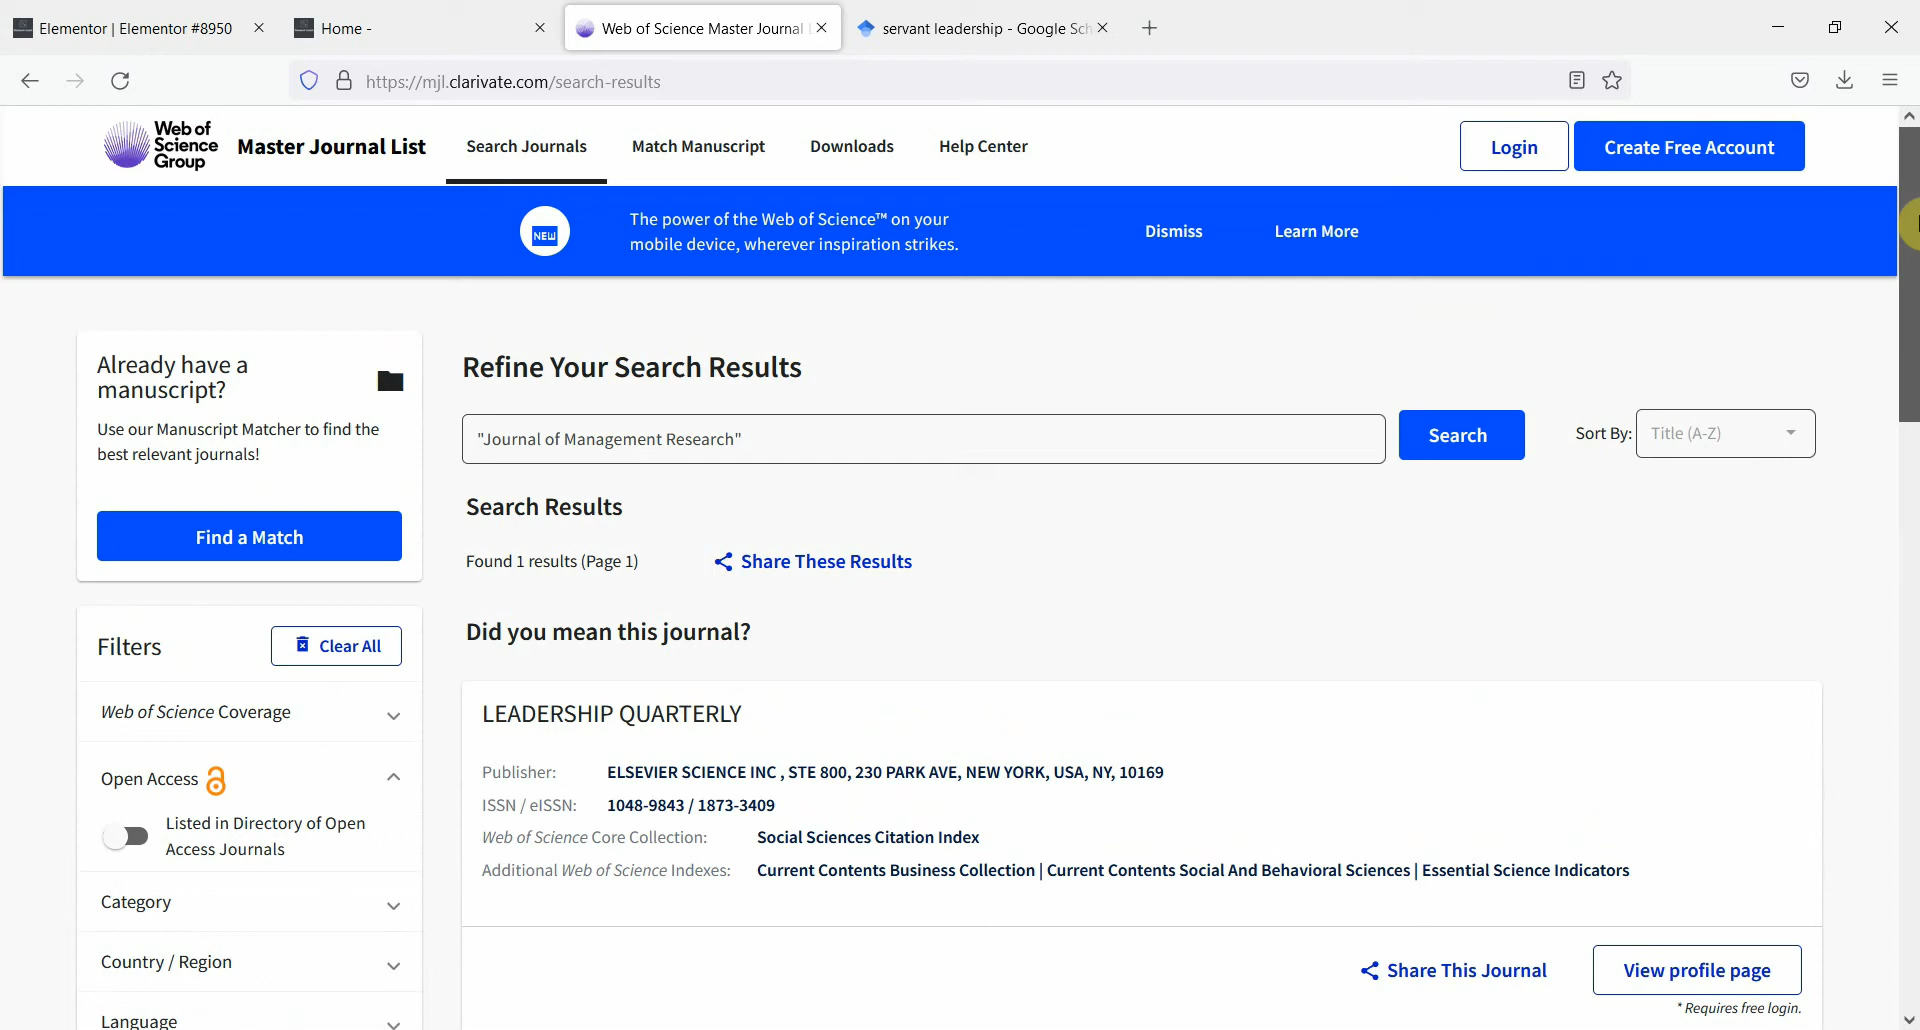 Elementor | Elementor #8950
Home -
Web of Science Master Journal
servant leadership - Google Sch
https://mjl.clarivate.com/search-results
Web of
Science
Group
Master Journal List
Search Journals
Match Manuscript
Downloads
Help Center
Login
Create Free Account
NEW
The power of the Web of Science™ on your
mobile device, wherever inspiration strikes.
Dismiss
Learn More
Already have a
manuscript?
Use our Manuscript Matcher to find the
best relevant journals!
Find a Match
Filters
Clear All
Web of Science Coverage
Open Access
Listed in Directory of Open
Access Journals
Category
Country / Region
Language
Refine Your Search Results
"Journal of Management Research"
Search
Sort By:
Title (A-Z)
Search Results
Found 1 results (Page 1)
Share These Results
Did you mean this journal?
LEADERSHIP QUARTERLY
Publisher: ELSEVIER SCIENCE INC , STE 800, 230 PARK AVE, NEW YORK, USA, NY, 10169
ISSN / eISSN: 1048-9843 / 1873-3409
Web of Science Core Collection: Social Sciences Citation Index
Additional Web of Science Indexes: Current Contents Business Collection | Current Contents Social And Behavioral Sciences | Essential Science Indicators
Share This Journal
View profile page
* Requires free login.